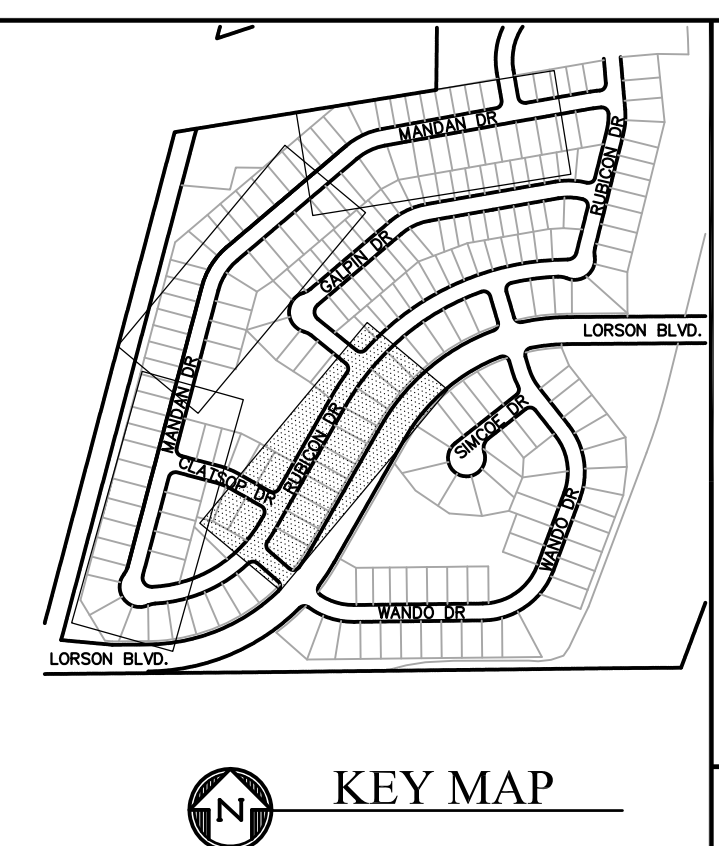 MANDAN DR
RUBICON DR
GALPIN DR
LORSON BLVD.
MANDAN DR
SIMCOE DR
RUBICON DR
CLATSOP DR
WANDO DR
WANDO DR
LORSON BLVD.
N
KEY MAP